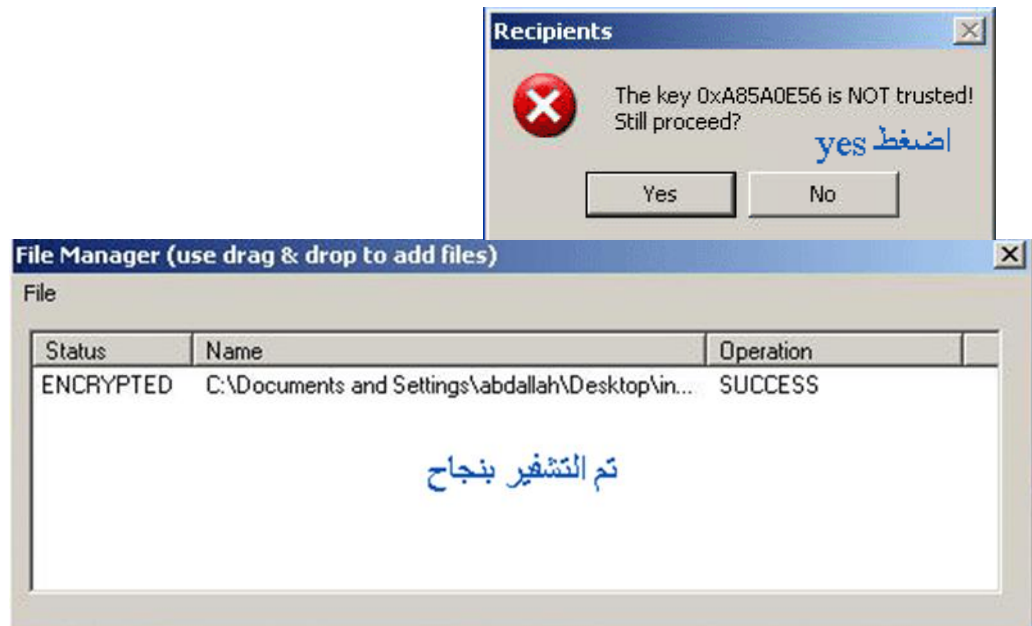 Recipients
The key 0xA85A0E56 is NOT trusted!
Still proceed?
اضغط yes
Yes No
File Manager (use drag & drop to add files)
File
Status Name Operation
ENCRYPTED C:\Documents and Settings\abdallah\Desktop\in... SUCCESS
تم التشفير بنجاح